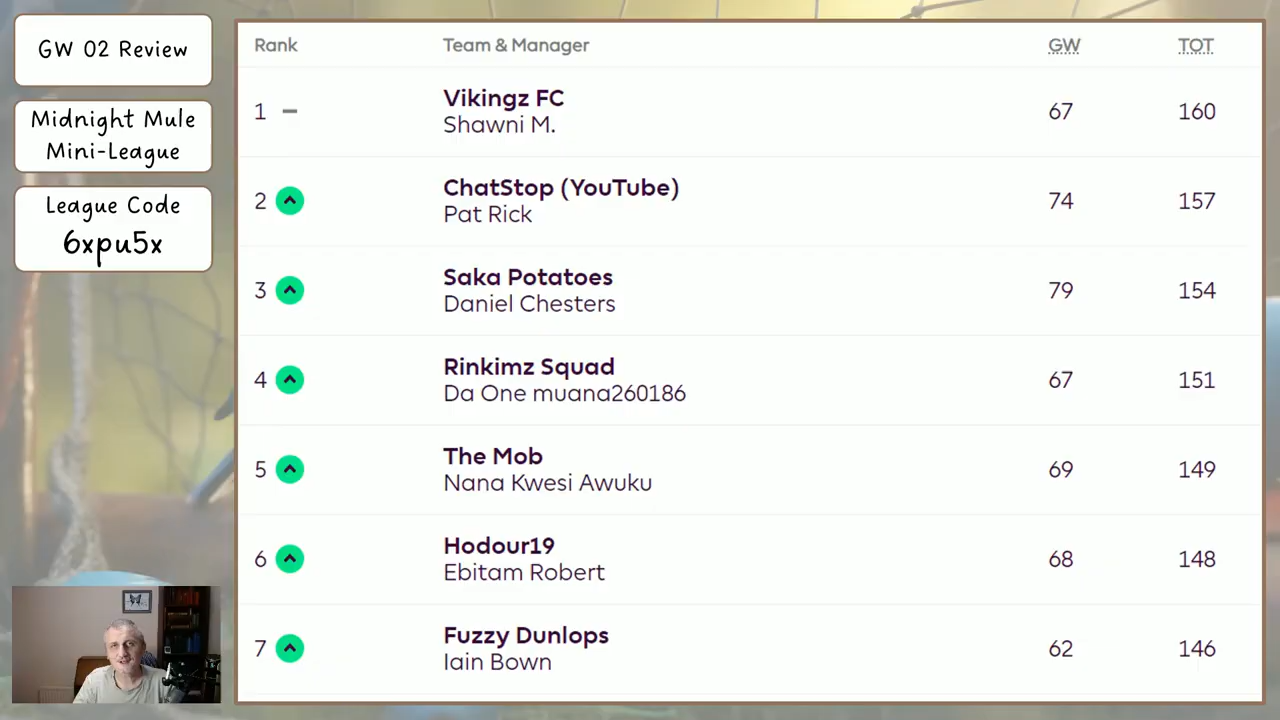 GW 02 Review
Midnight Mule
Mini-League
League Code
6xpu5x
Rank Team & Manager GW TOT
1 Vikingz FC 67 160
Shawni M.
2 ChatStop (YouTube) 74 157
Pat Rick
3 Saka Potatoes 79 154
Daniel Chesters
4 Rinkimz Squad 67 151
Da One muana260186
5 The Mob 69 149
Nana Kwesi Awuku
6 Hodour19 68 148
Ebitam Robert
7 Fuzzy Dunlops 62 146
Iain Bown